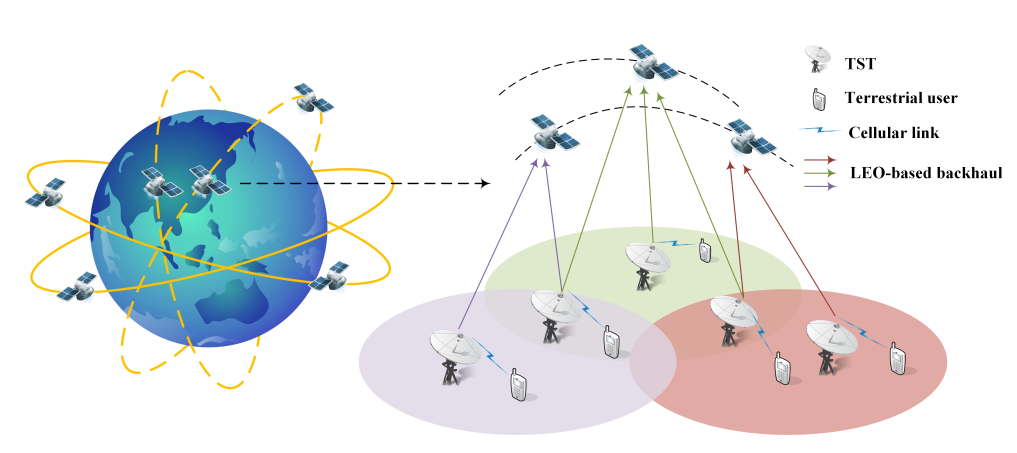 TST
Terrestrial user
Cellular link
LEO-based backhaul